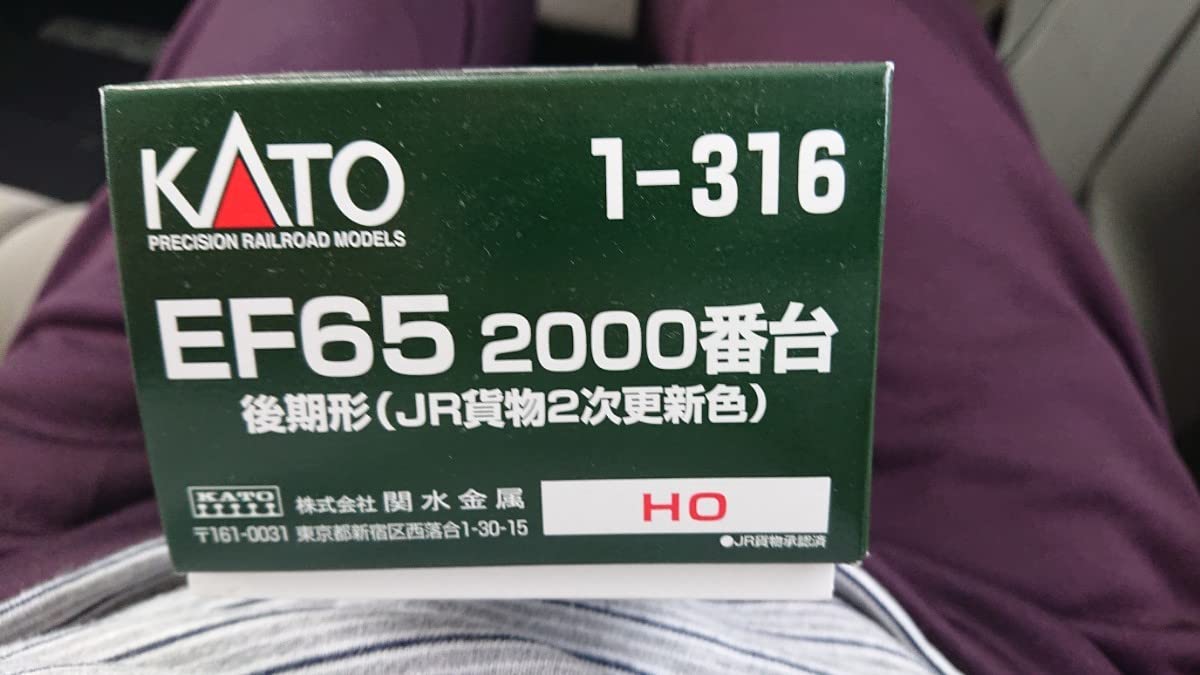 KATO
PRECISION RAILROAD MODELS
1-316
EF65 2000番台
後期形(JR貨物2次更新色)
KATO
株式会社 関水金属
〒161-0031 東京都新宿区西落合1-30-15
HO
●JR貨物承認済